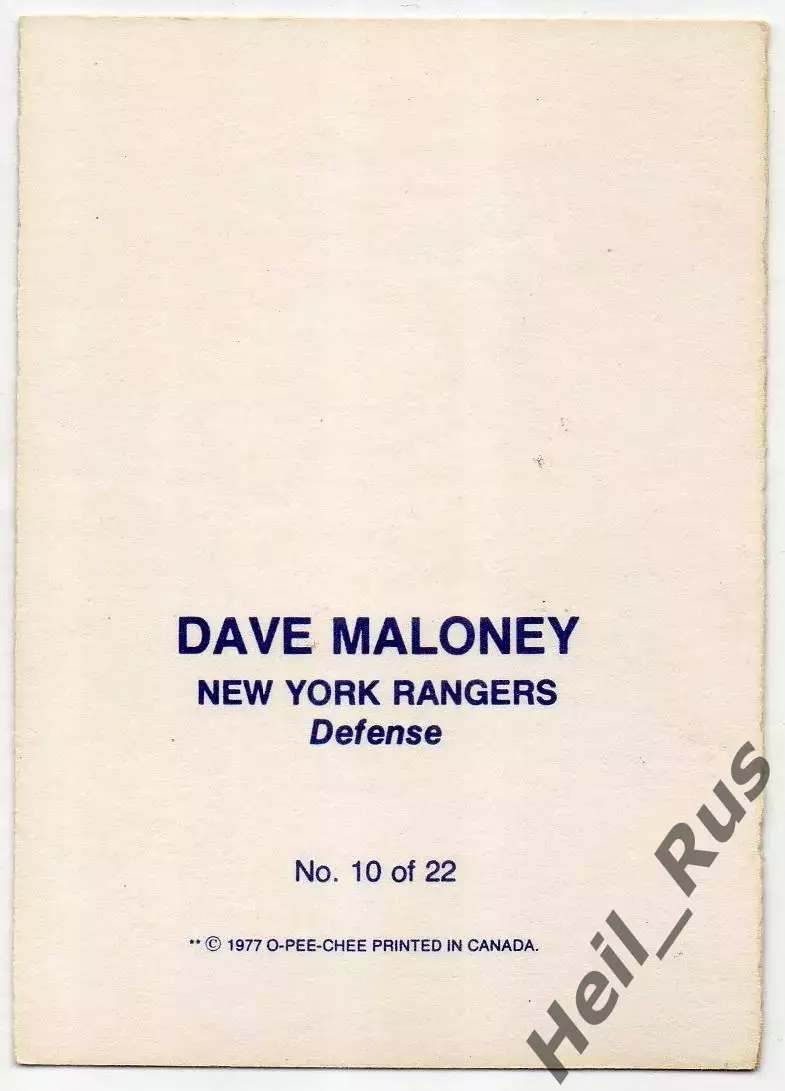 DAVE MALONEY
NEW YORK RANGERS
Defense
No. 10 of 22
** © 1977 O-PEE-CHEE PRINTED IN CANADA.
Heil_Rus